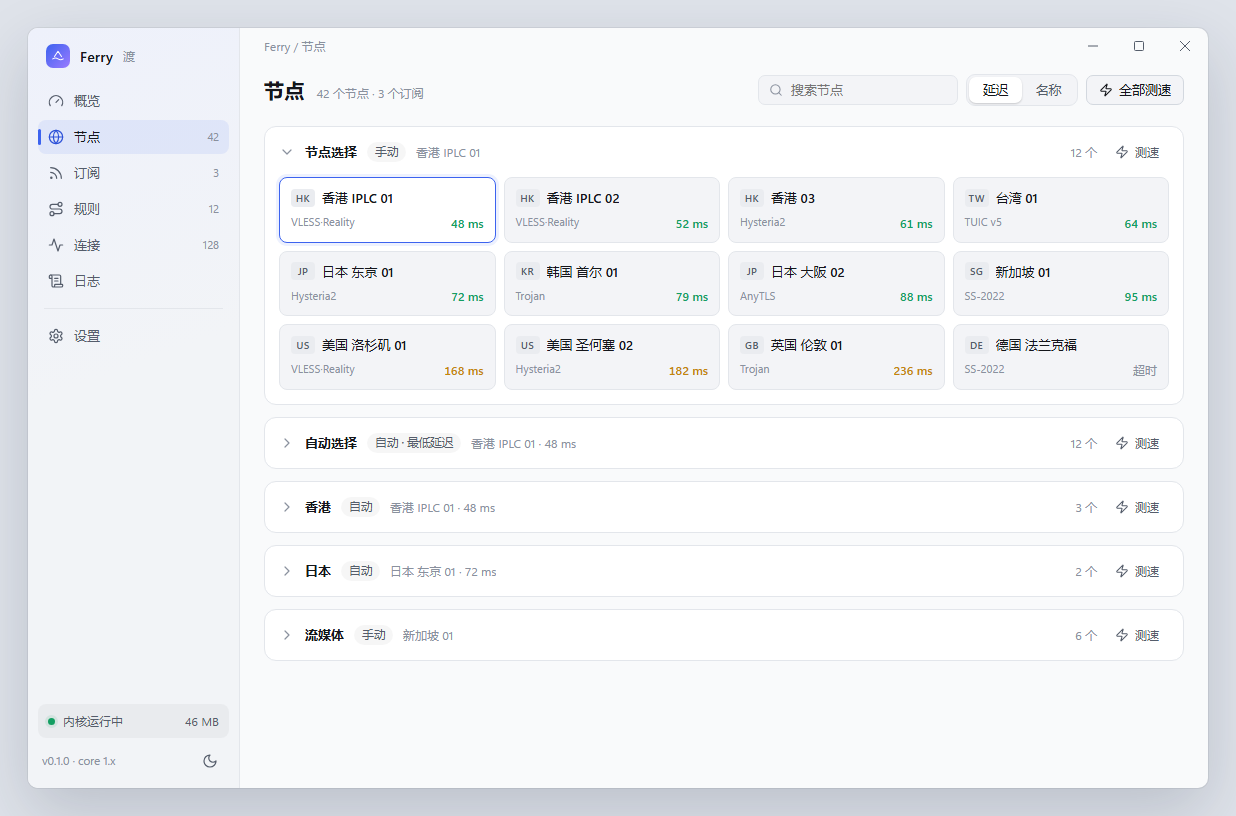 Ferry 渡
概览
节点 42
订阅 3
规则 12
连接 128
日志
设置
内核运行中 46 MB
v0.1.0 · core 1.x
Ferry / 节点
节点 42 个节点 · 3 个订阅
搜索节点
延迟 名称
全部测速
节点选择 手动 香港 IPLC 01 12 个 测速
HK 香港 IPLC 01
VLESS·Reality 48 ms
HK 香港 IPLC 02
VLESS·Reality 52 ms
HK 香港 03
Hysteria2 61 ms
TW 台湾 01
TUIC v5 64 ms
JP 日本 东京 01
Hysteria2 72 ms
KR 韩国 首尔 01
Trojan 79 ms
JP 日本 大阪 02
AnyTLS 88 ms
SG 新加坡 01
SS-2022 95 ms
US 美国 洛杉矶 01
VLESS·Reality 168 ms
US 美国 圣何塞 02
Hysteria2 182 ms
GB 英国 伦敦 01
Trojan 236 ms
DE 德国 法兰克福
SS-2022 超时
自动选择 自动 · 最低延迟 香港 IPLC 01 · 48 ms 12 个 测速
香港 自动 香港 IPLC 01 · 48 ms 3 个 测速
日本 自动 日本 东京 01 · 72 ms 2 个 测速
流媒体 手动 新加坡 01 6 个 测速